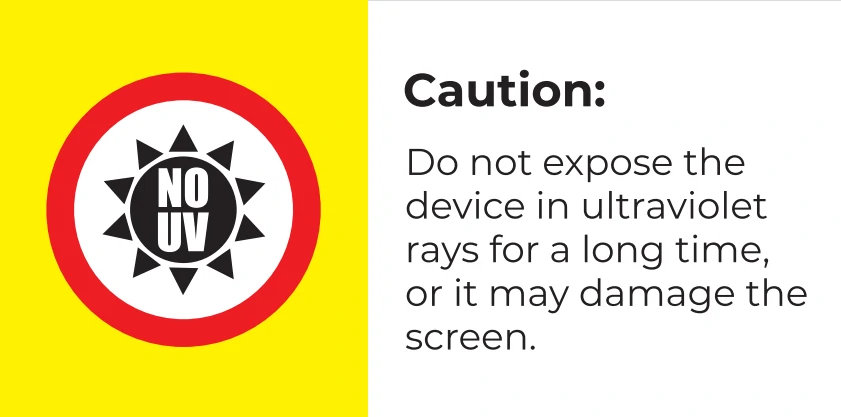 NO
UV
Caution:
Do not expose the
device in ultraviolet
rays for a long time,
or it may damage the
screen.